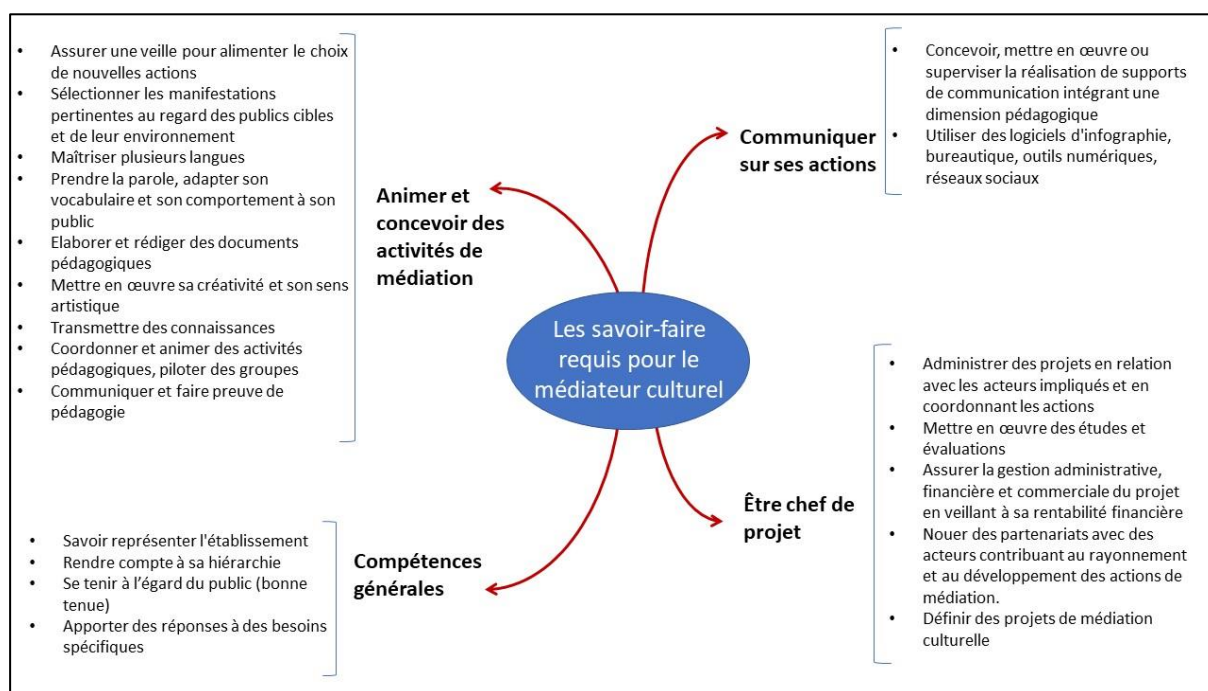 • Assurer une veille pour alimenter le choix
de nouvelles actions
• Sélectionner les manifestations
pertinentes au regard des publics cibles
et de leur environnement
• Maîtriser plusieurs langues
• Prendre la parole, adapter son
vocabulaire et son comportement à son
public
• Elaborer et rédiger des documents
pédagogiques
• Mettre en œuvre sa créativité et son sens
artistique
• Transmettre des connaissances
• Coordonner et animer des activités
pédagogiques, piloter des groupes
• Communiquer et faire preuve de
pédagogie
Animer et
concevoir des
activités de
médiation
Communiquer
sur ses actions
• Concevoir, mettre en œuvre ou
superviser la réalisation de supports
de communication intégrant une
dimension pédagogique
• Utiliser des logiciels d'infographie,
bureautique, outils numériques,
réseaux sociaux
Les savoir-faire
requis pour le
médiateur culturel
• Savoir représenter l'établissement
• Rendre compte à sa hiérarchie
• Se tenir à l’égard du public (bonne
tenue)
• Apporter des réponses à des besoins
spécifiques
Compétences
générales
Être chef de
projet
• Administrer des projets en relation
avec les acteurs impliqués et en
coordonnant les actions
• Mettre en œuvre des études et
évaluations
• Assurer la gestion administrative,
financière et commerciale du projet
en veillant à sa rentabilité financière
• Nouer des partenariats avec des
acteurs contribuant au rayonnement
et au développement des actions de
médiation.
• Définir des projets de médiation
culturelle